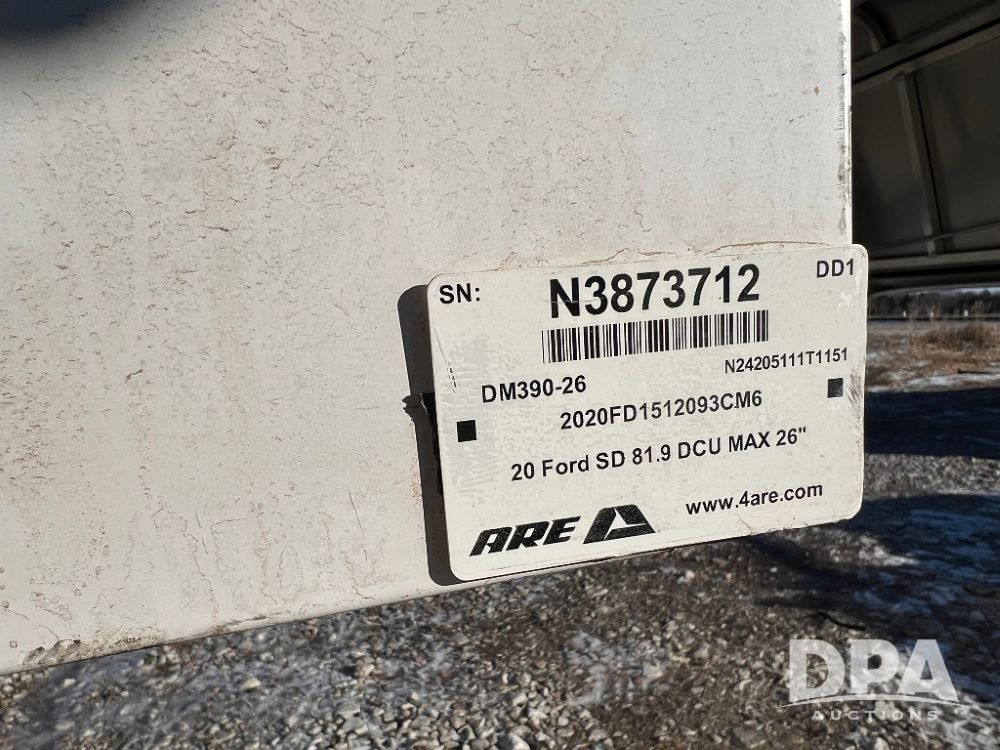 SN: N3873712 DD1
DM390-26 N24205111T1151
2020FD1512093CM6
20 Ford SD 81.9 DCU MAX 26"
ARE www.4are.com
DPA
AUCTIONS